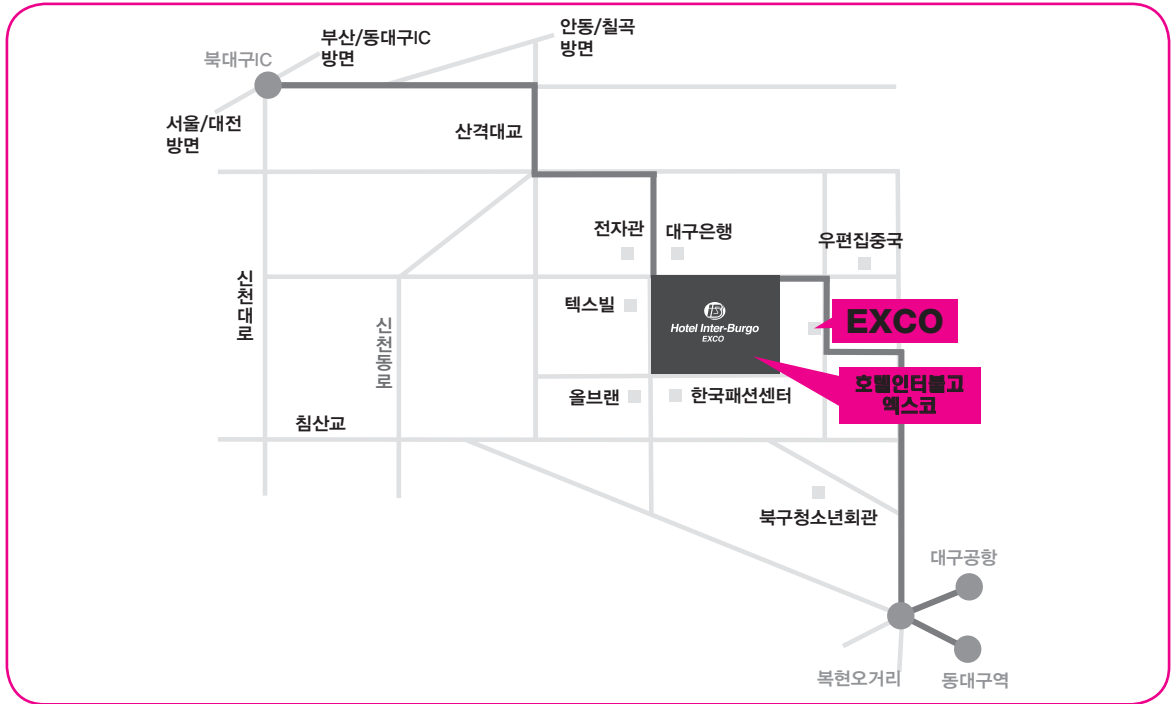 안동/칠곡
방면
부산/동대구IC
방면
북대구IC
서울/대전
방면
산격대교
전자관
대구은행
우편집중국
신천대로
텍스빌
Hotel Inter-Burgo
EXCO
EXCO
신천동로
호텔인터불고
엑스코
올브랜
한국패션센터
침산교
북구청소년회관
대구공항
복현오거리
동대구역